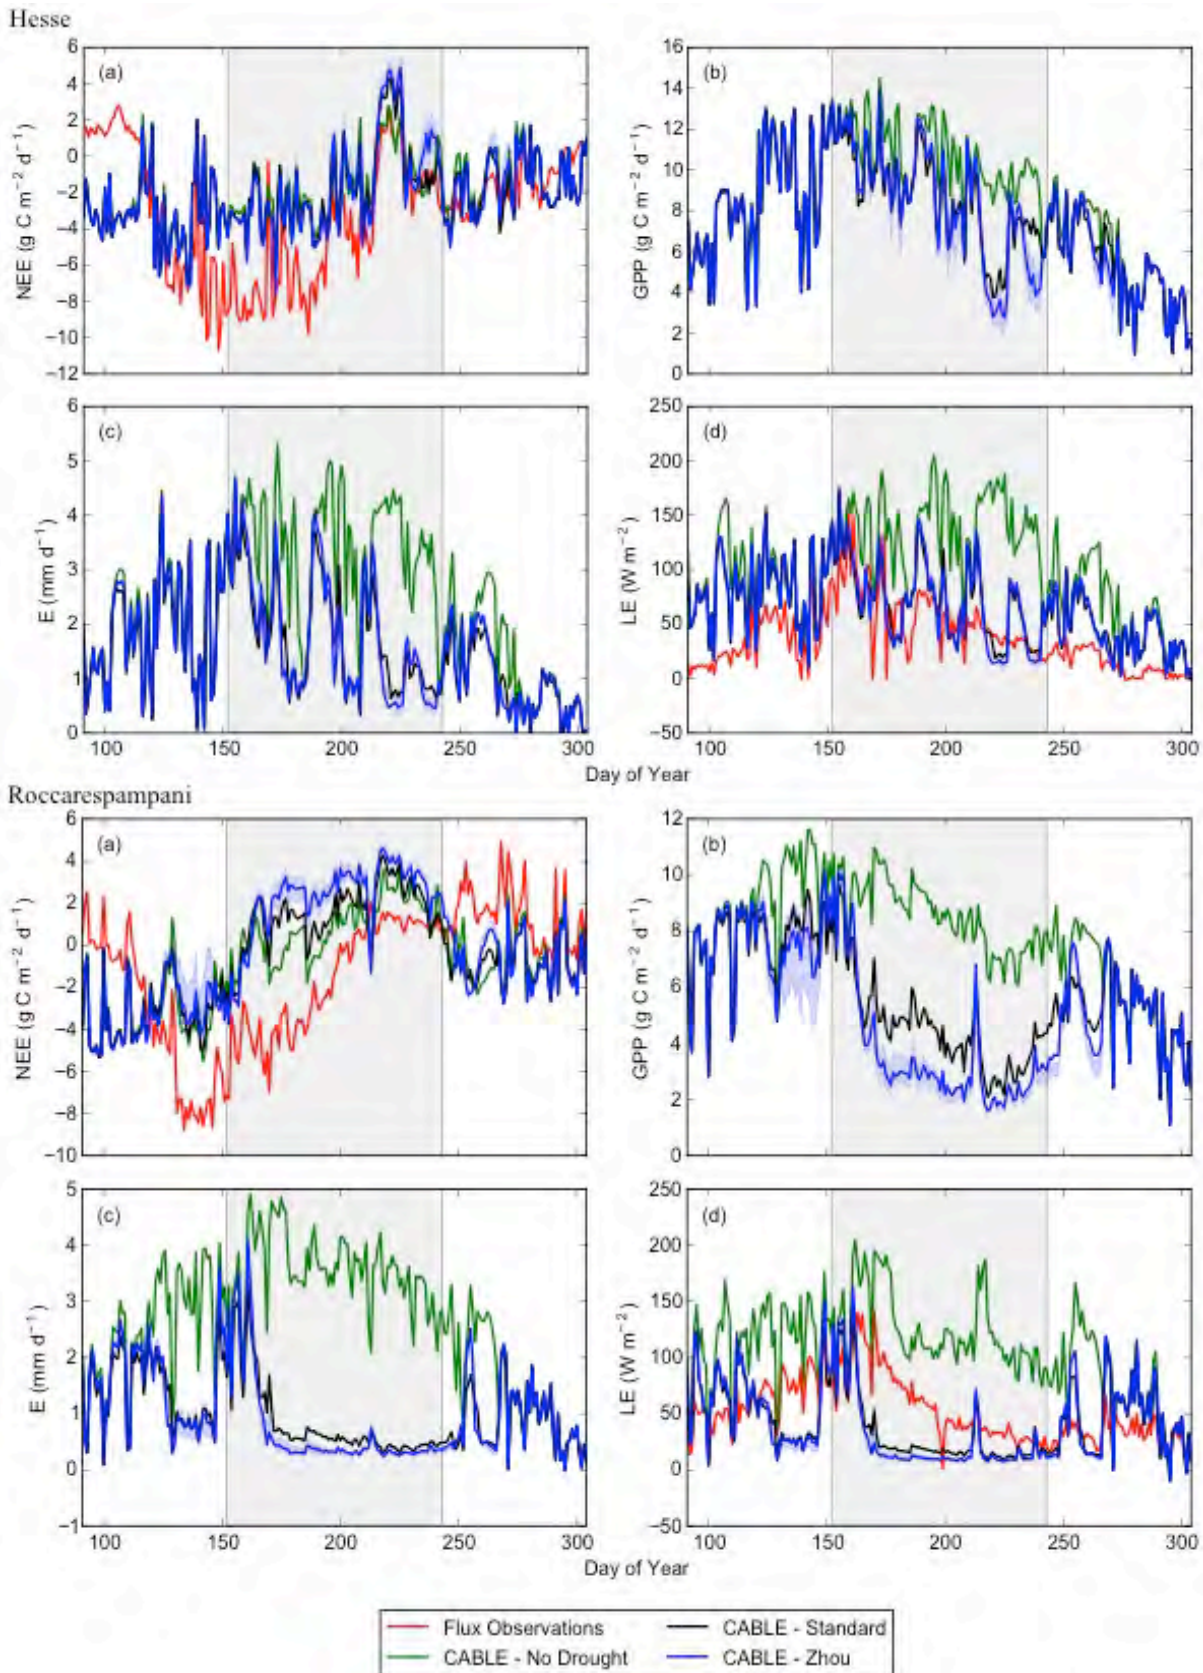 Hesse
(a)
NEE (g C m−2 d−1)
6
4
2
0
−2
−4
−6
−8
−10
−12
(b)
GPP (g C m−2 d−1)
16
14
12
10
8
6
4
2
0
(c)
E (mm d−1)
6
5
4
3
2
1
0
100 150 200 250 300
(d)
LE (W m−2)
250
200
150
100
50
0
−50
100 150 200 250 300
Day of Year
Roccarespampani
(a)
NEE (g C m−2 d−1)
6
4
2
0
−2
−4
−6
−8
−10
(b)
GPP (g C m−2 d−1)
12
10
8
6
4
2
0
(c)
E (mm d−1)
5
4
3
2
1
0
−1
100 150 200 250 300
(d)
LE (W m−2)
250
200
150
100
50
0
−50
100 150 200 250 300
Day of Year
Flux Observations
CABLE - No Drought
CABLE - Standard
CABLE - Zhou